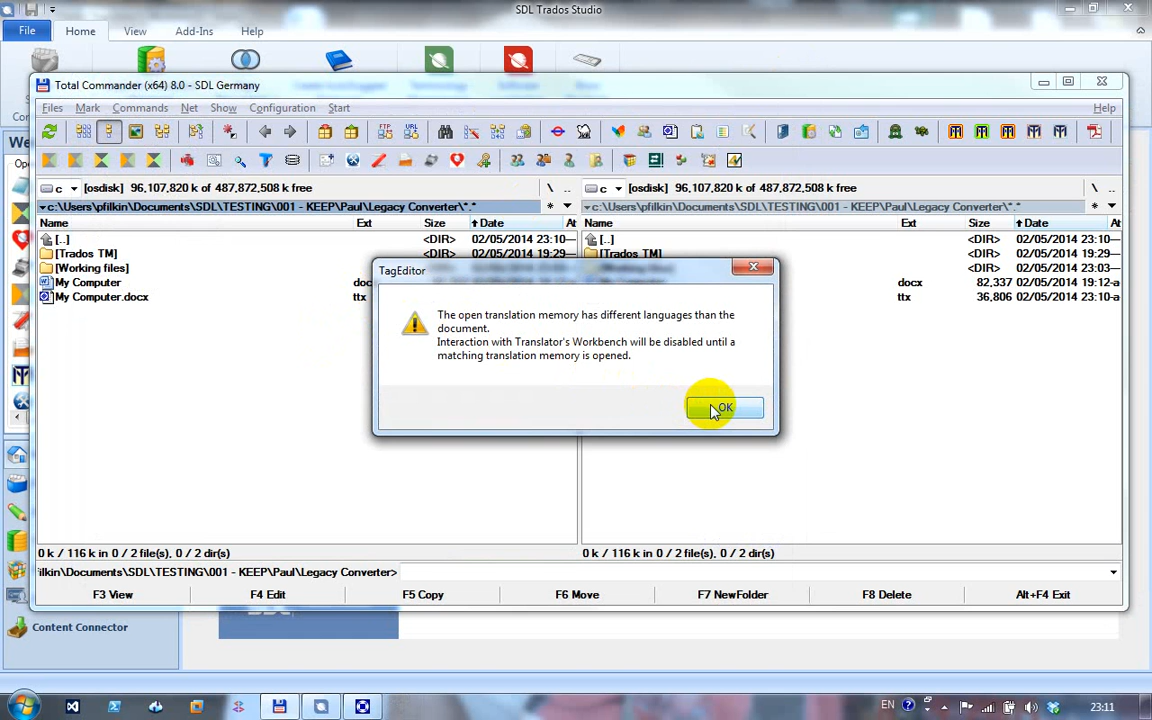 SDL Trados Studio
File Home View Add-Ins Help
Total Commander (x64) 8.0 - SDL Germany
Files Mark Commands Net Show Configuration Start Help
FTP URL
c [osdisk] 96,107,820 k of 487,872,508 k free \ ..
c [osdisk] 96,107,820 k of 487,872,508 k free \ ..
c:\Users\pfilkin\Documents\SDL\TESTING\001 - KEEP\Paul\Legacy Converter\*.*
c:\Users\pfilkin\Documents\SDL\TESTING\001 - KEEP\Paul\Legacy Converter\*.*
Name Ext Size Date At
Name Ext Size Date At
[..] <DIR> 02/05/2014 23:10
[Trados TM] <DIR> 02/05/2014 19:29
[Working files] <DIR> 02/05/2014 23:03
My Computer
My Computer.docx
[..] <DIR> 02/05/2014 23:10
[Trados TM] <DIR> 02/05/2014 19:29
<DIR> 02/05/2014 23:03
docx 82,337 02/05/2014 19:12 -a
ttx 36,806 02/05/2014 23:10 -a
TagEditor
The open translation memory has different languages than the
document.
Interaction with Translator's Workbench will be disabled until a
matching translation memory is opened.
OK
0 k / 116 k in 0 / 2 file(s), 0 / 2 dir(s)
0 k / 116 k in 0 / 2 file(s), 0 / 2 dir(s)
ilkin\Documents\SDL\TESTING\001 - KEEP\Paul\Legacy Converter>
F3 View F4 Edit F5 Copy F6 Move F7 NewFolder F8 Delete Alt+F4 Exit
Content Connector
EN 23:11